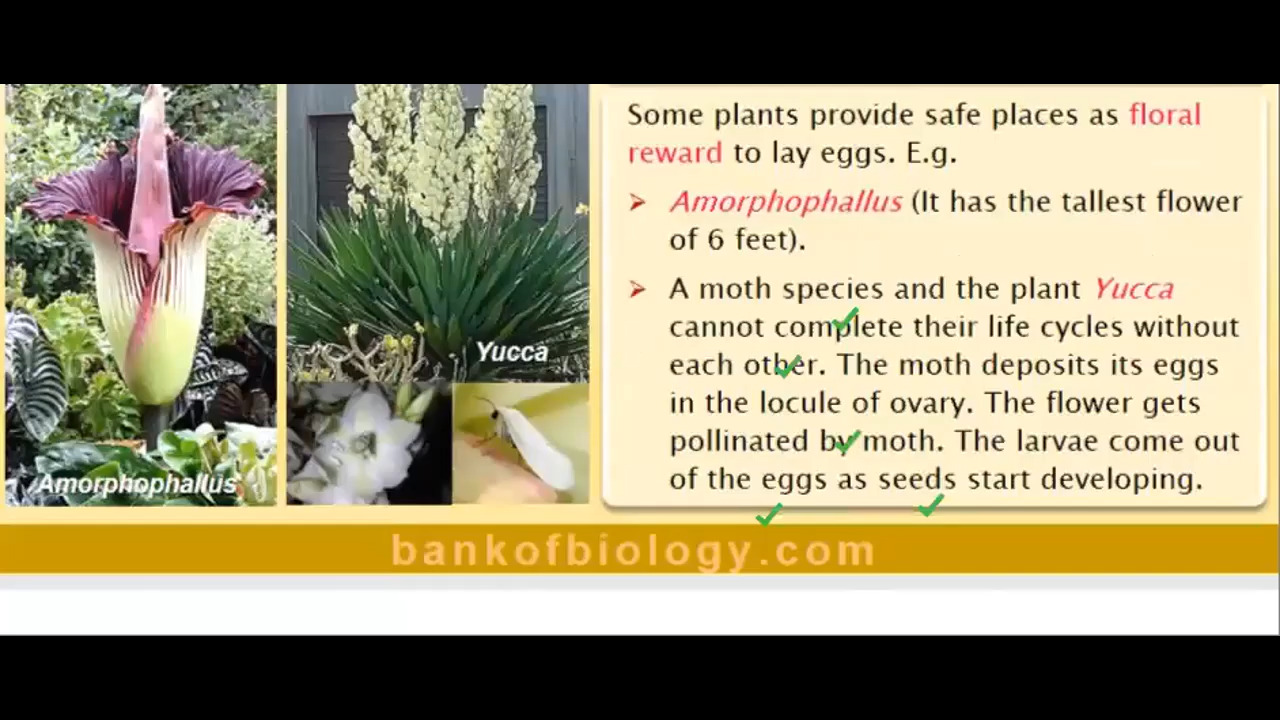 Some plants provide safe places as floral
reward to lay eggs. E.g.
➢ Amorphophallus (It has the tallest flower
of 6 feet).
➢ A moth species and the plant Yucca
cannot complete their life cycles without
each other. The moth deposits its eggs
in the locule of ovary. The flower gets
pollinated by moth. The larvae come out
of the eggs as seeds start developing.
Amorphophallus
Yucca
bankofbiology.com